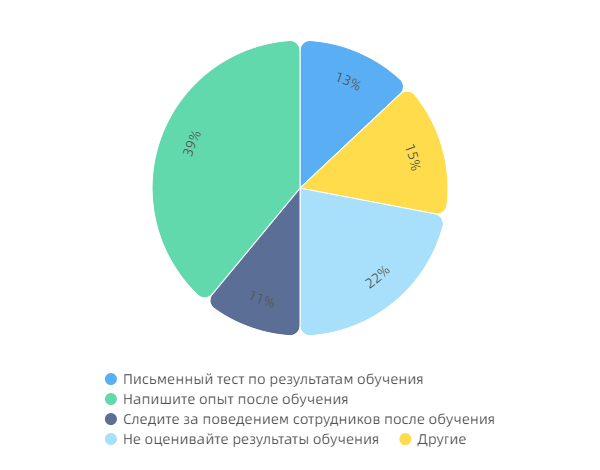 13%
39%
15%
22%
11%
Письменный тест по результатам обучения
Напишите опыт после обучения
Следите за поведением сотрудников после обучения
Не оценивайте результаты обучения Другие